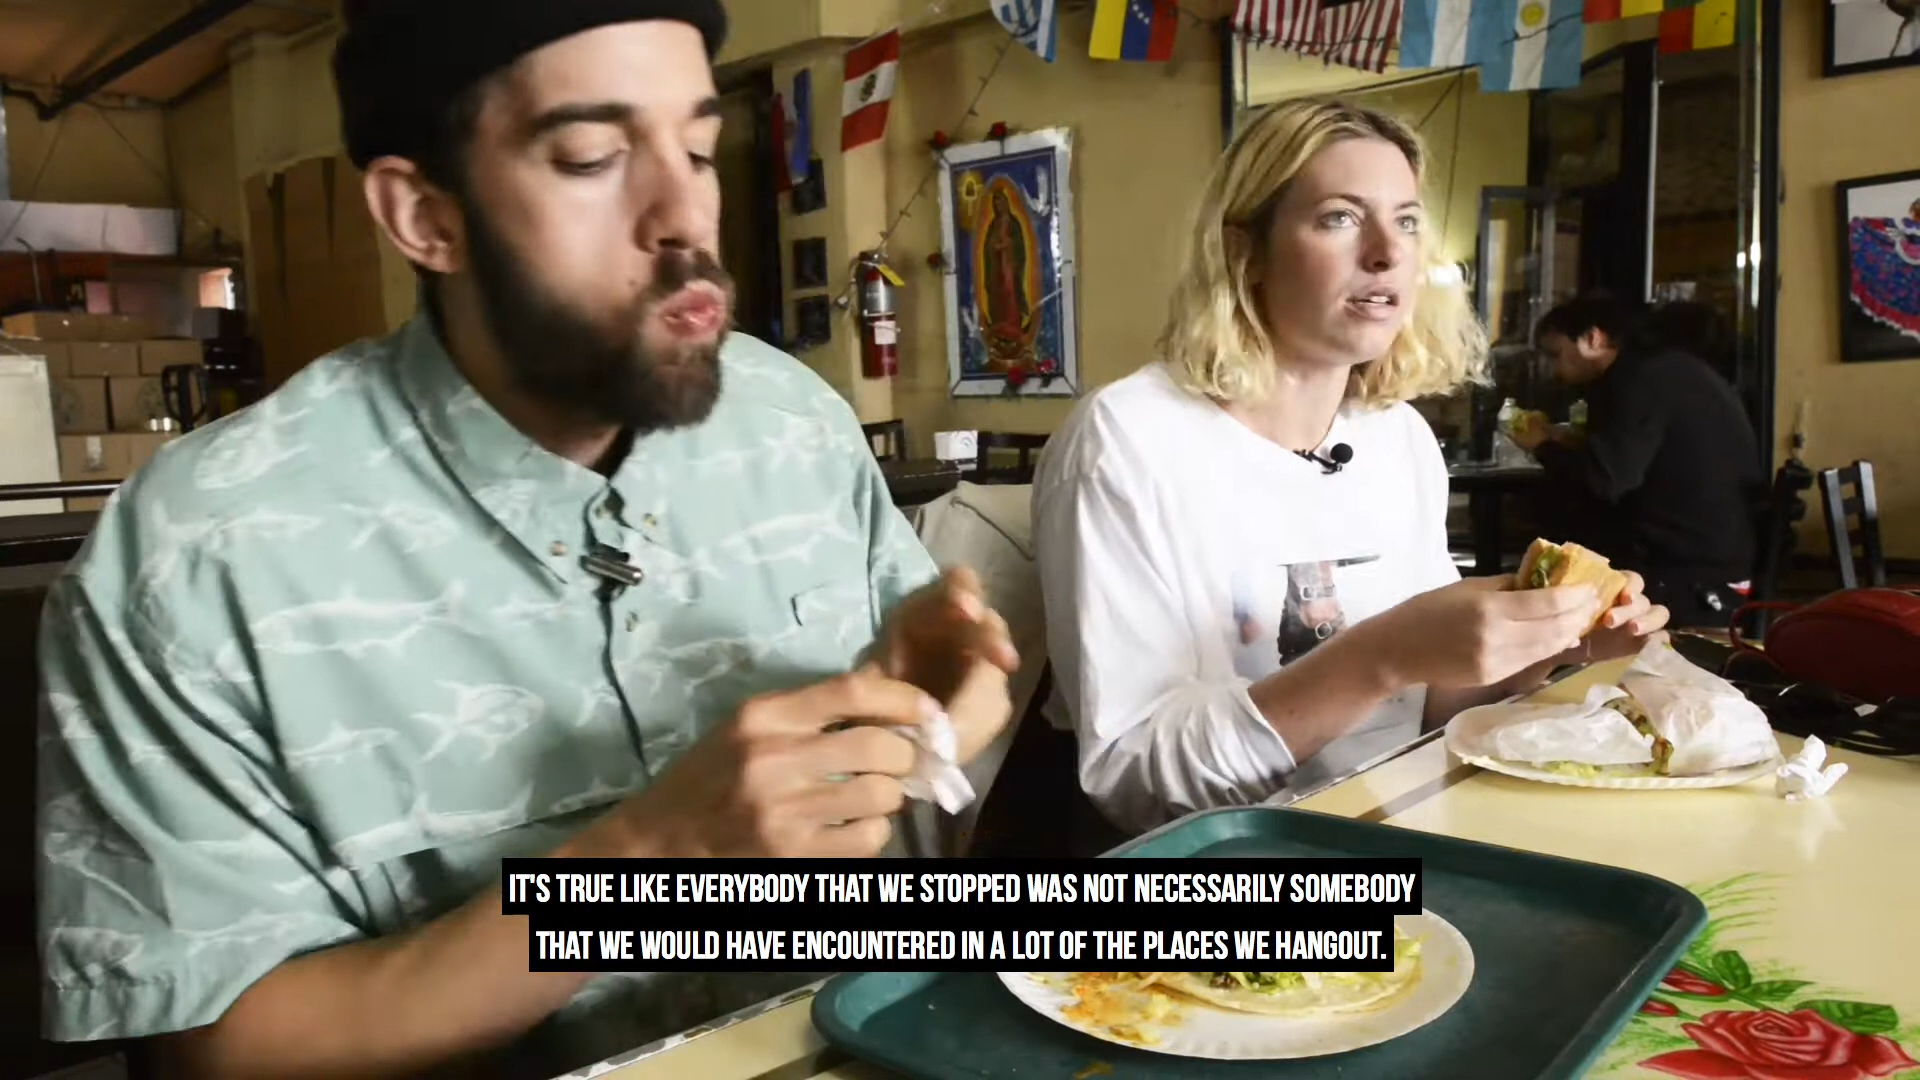 IT'S TRUE LIKE EVERYBODY THAT WE STOPPED WAS NOT NECESSARILY SOMEBODY
THAT WE WOULD HAVE ENCOUNTERED IN A LOT OF THE PLACES WE HANGOUT.